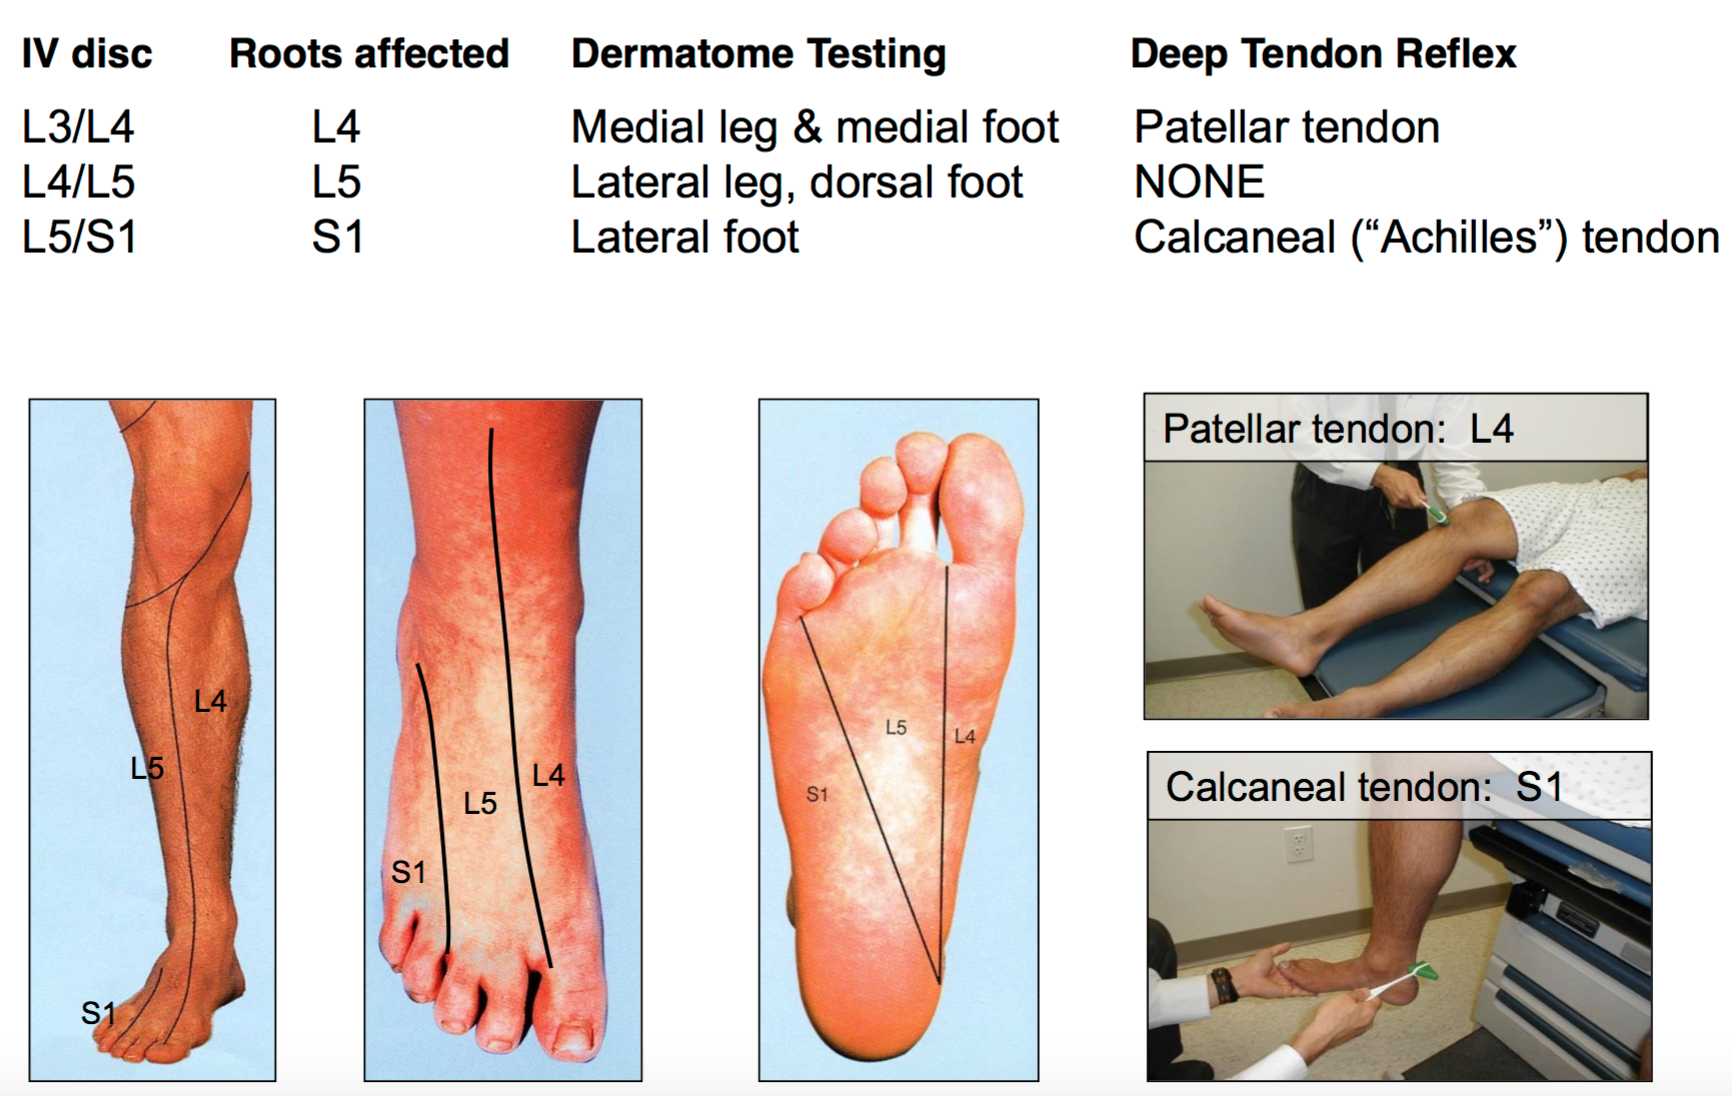 IV disc Roots affected Dermatome Testing Deep Tendon Reflex
L3/L4 L4 Medial leg & medial foot Patellar tendon
L4/L5 L5 Lateral leg, dorsal foot NONE
L5/S1 S1 Lateral foot Calcaneal (“Achilles”) tendon
L4
L5
S1
L4
L5
S1
L5
L4
S1
Patellar tendon: L4
Calcaneal tendon: S1